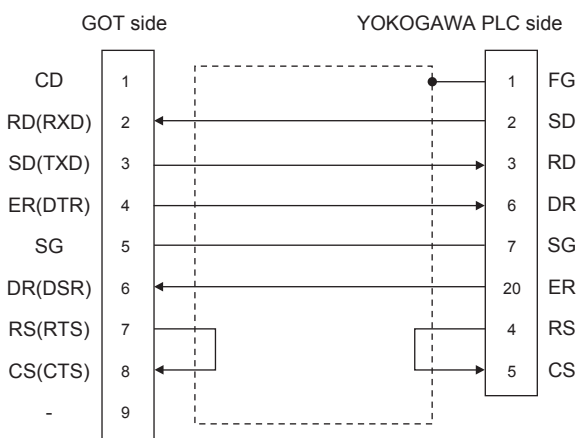 GOT side YOKOGAWA PLC side
CD 1 1 FG
RD(RXD) 2 2 SD
SD(TXD) 3 3 RD
ER(DTR) 4 6 DR
SG 5 7 SG
DR(DSR) 6 20 ER
RS(RTS) 7 4 RS
CS(CTS) 8 5 CS
- 9